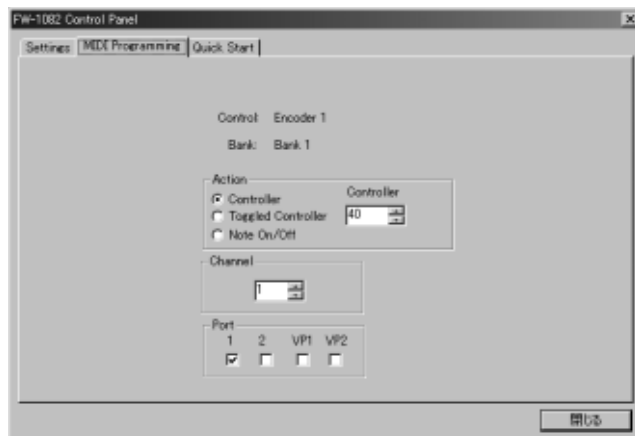 FW-1082 Control Panel
Settings MIDI Programming Quick Start
Control: Encoder 1
Bank: Bank 1
Action
Controller
Controller
Toggled Controller 40
Note On/Off
Channel
1
Port
1 2 VP1 VP2
閉じる